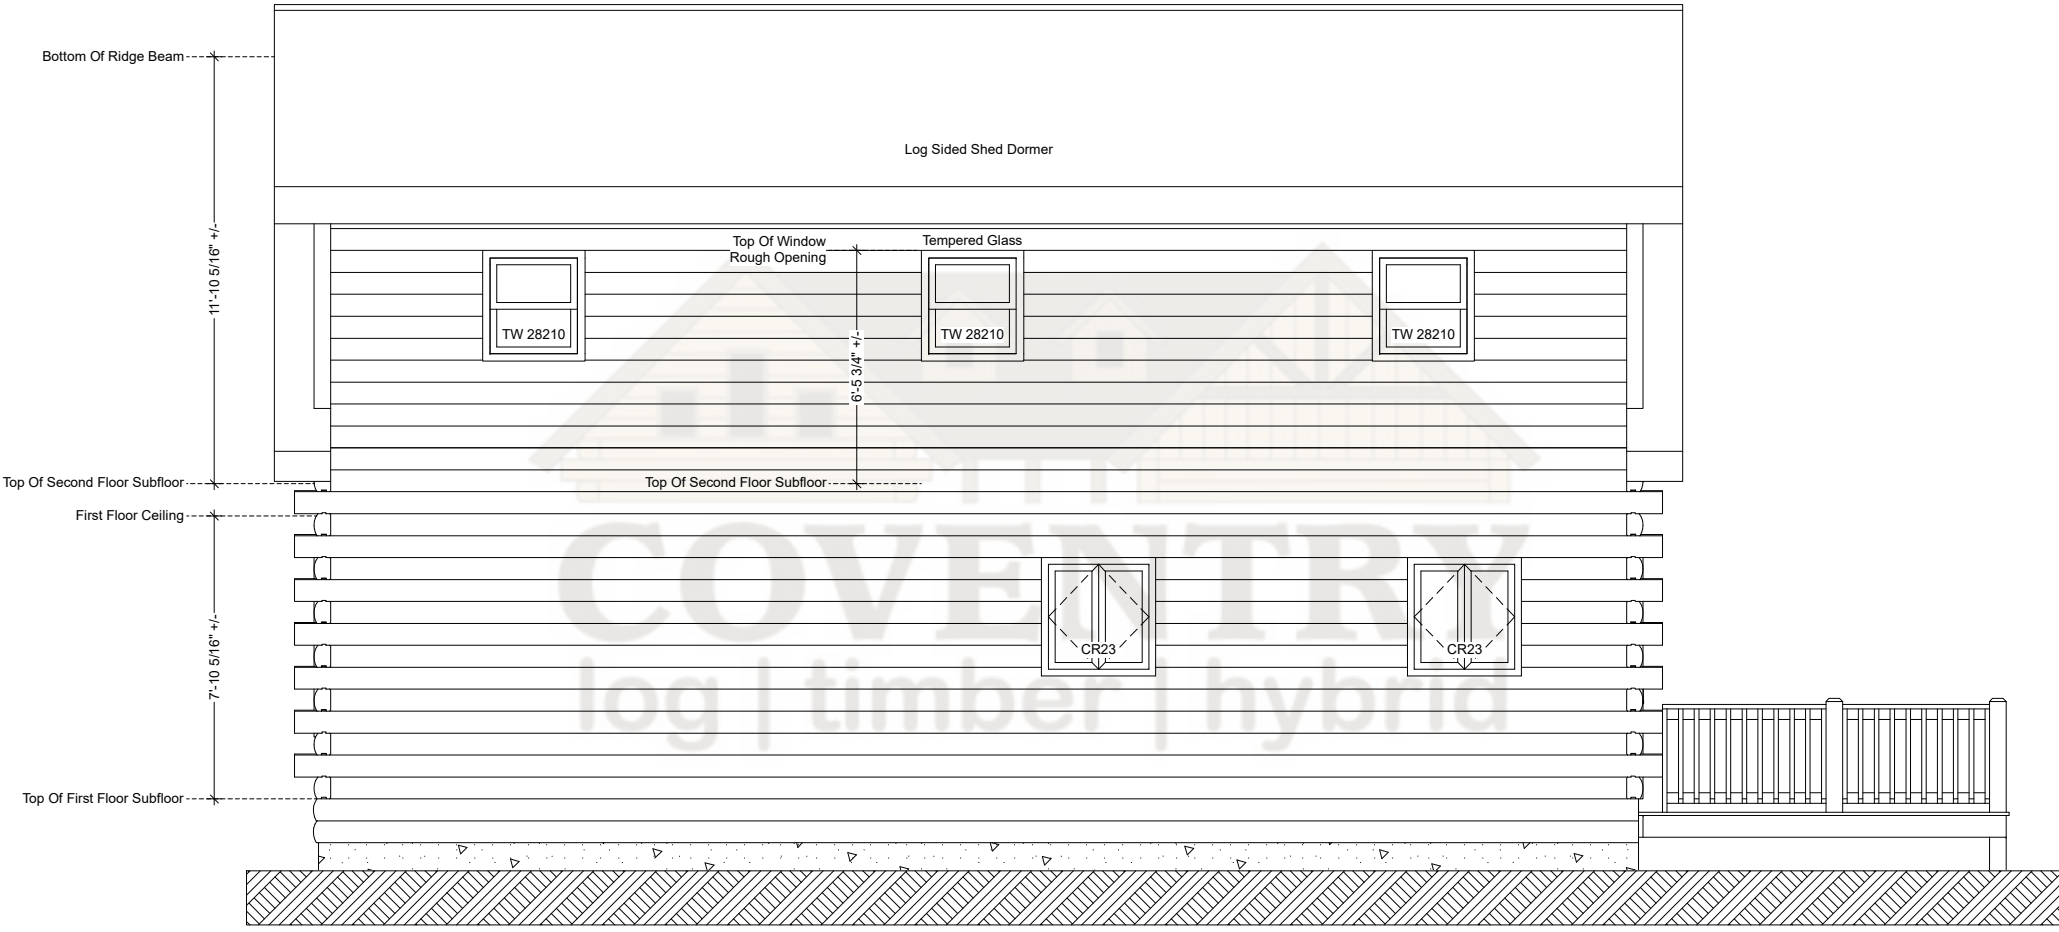 Bottom Of Ridge Beam
Log Sided Shed Dormer
11'-10 5/16" +/-
Top Of Window
Rough Opening
Tempered Glass
TW 28210
TW 28210
TW 28210
6'-5 3/4" +/-
Top Of Second Floor Subfloor
Top Of Second Floor Subfloor
First Floor Ceiling
COVENTRY
log | timber | hybrid
CR23
CR23
7'-10 5/16" +/-
Top Of First Floor Subfloor